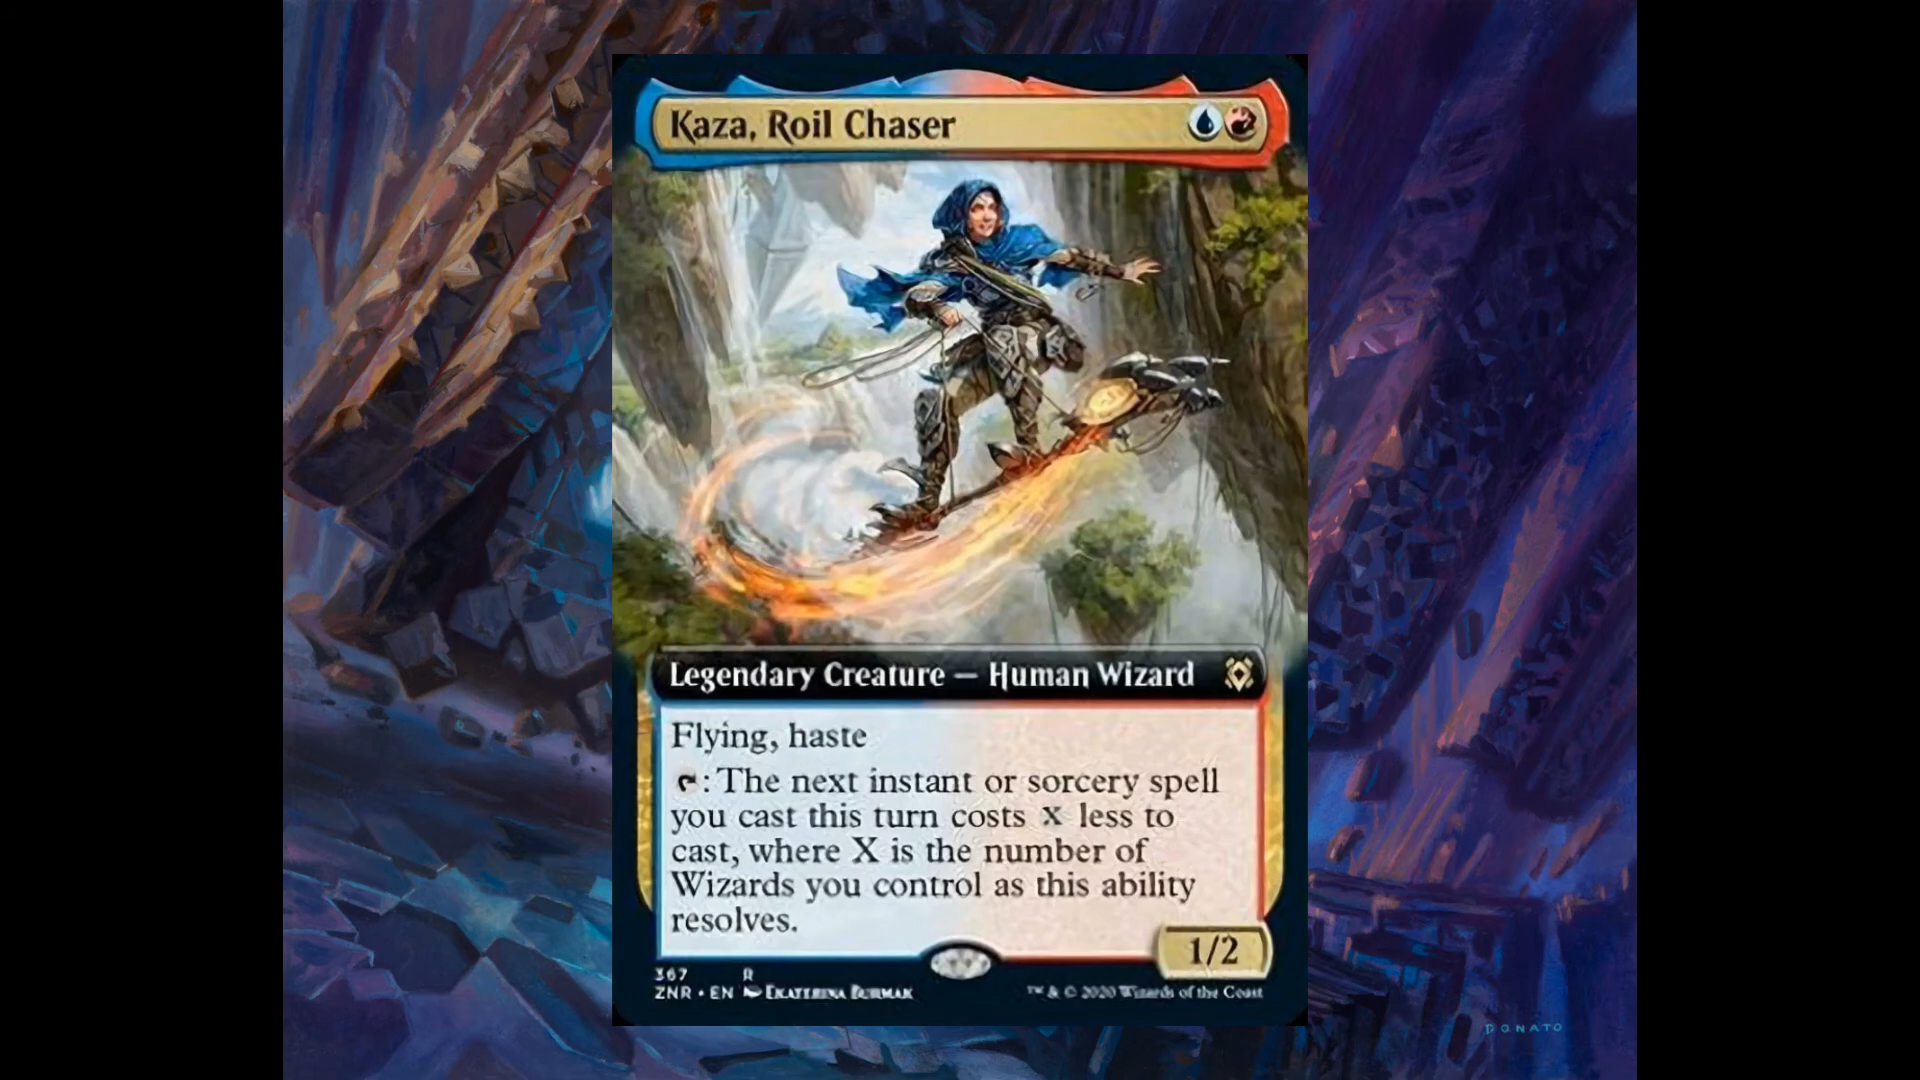 Kaza, Roil Chaser
Legendary Creature — Human Wizard
Flying, haste
: The next instant or sorcery spell
you cast this turn costs X less to
cast, where X is the number of
Wizards you control as this ability
resolves.
1/2
367 R
ZNR • EN Ekaterina Burmak
™ & © 2020 Wizards of the Coast
DONATO